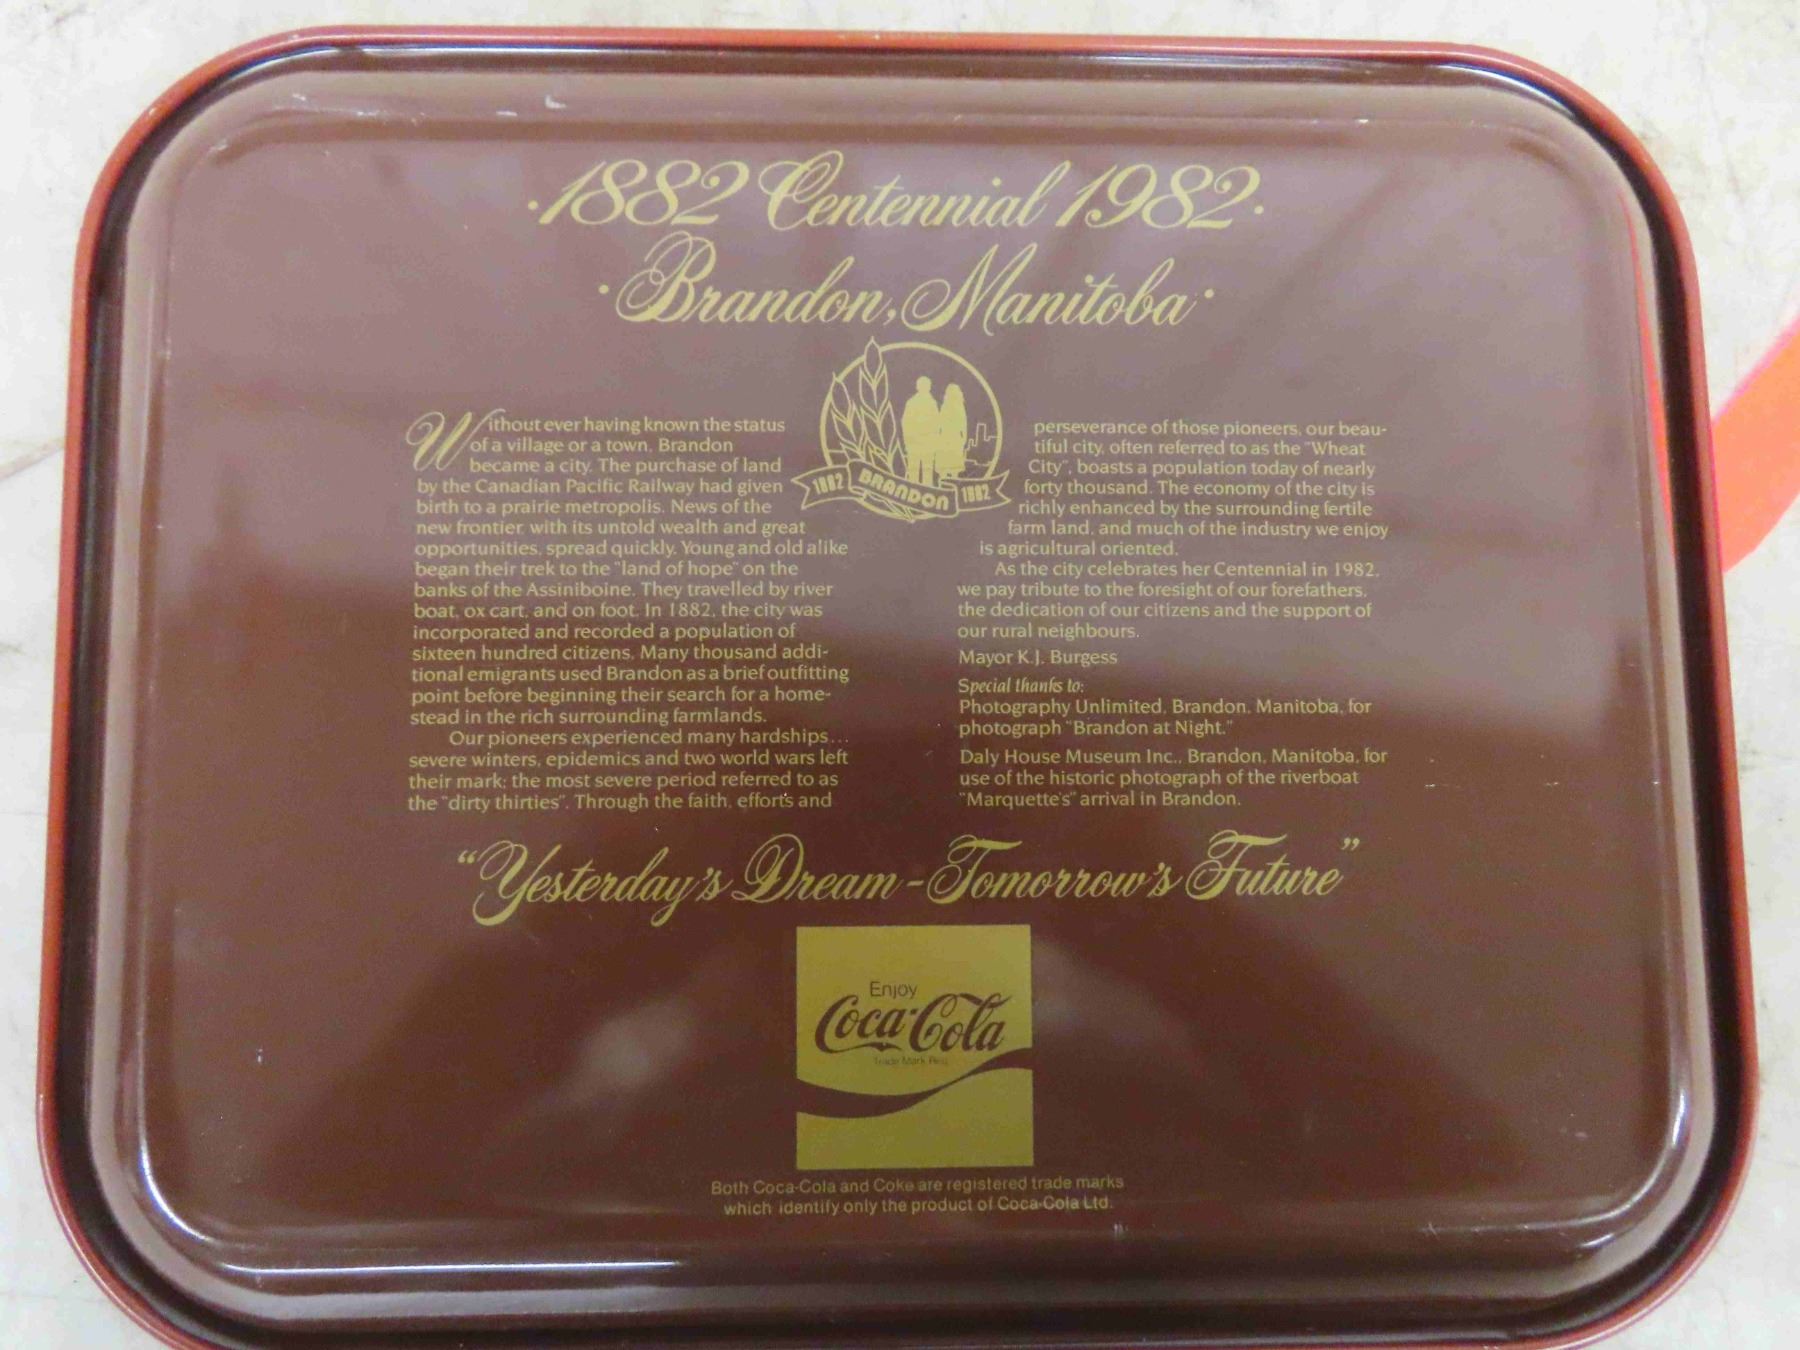 ·1882 Centennial 1982·
·Brandon, Manitoba·
1882 BRANDON 1982
Without ever having known the status
of a village or a town, Brandon
became a city. The purchase of land
by the Canadian Pacific Railway had given
birth to a prairie metropolis. News of the
new frontier, with its untold wealth and great
opportunities, spread quickly. Young and old alike
began their trek to the "land of hope" on the
banks of the Assiniboine. They travelled by river
boat, ox cart, and on foot. In 1882, the city was
incorporated and recorded a population of
sixteen hundred citizens. Many thousand addi-
tional emigrants used Brandon as a brief outfitting
point before beginning their search for a home-
stead in the rich surrounding farmlands.
Our pioneers experienced many hardships...
severe winters, epidemics and two world wars left
their mark; the most severe period referred to as
the "dirty thirties". Through the faith, efforts and
perseverance of those pioneers, our beau-
tiful city, often referred to as the "Wheat
City", boasts a population today of nearly
forty thousand. The economy of the city is
richly enhanced by the surrounding fertile
farm land, and much of the industry we enjoy
is agricultural oriented.
As the city celebrates her Centennial in 1982,
we pay tribute to the foresight of our forefathers,
the dedication of our citizens and the support of
our rural neighbours.
Mayor K.J. Burgess
Special thanks to:
Photography Unlimited, Brandon, Manitoba, for
photograph "Brandon at Night."
Daly House Museum Inc., Brandon, Manitoba, for
use of the historic photograph of the riverboat
"Marquette's" arrival in Brandon.
"Yesterday's Dream - Tomorrow's Future"
Enjoy
Coca-Cola
Trade Mark Reg.
Both Coca-Cola and Coke are registered trade marks
which identify only the product of Coca-Cola Ltd.